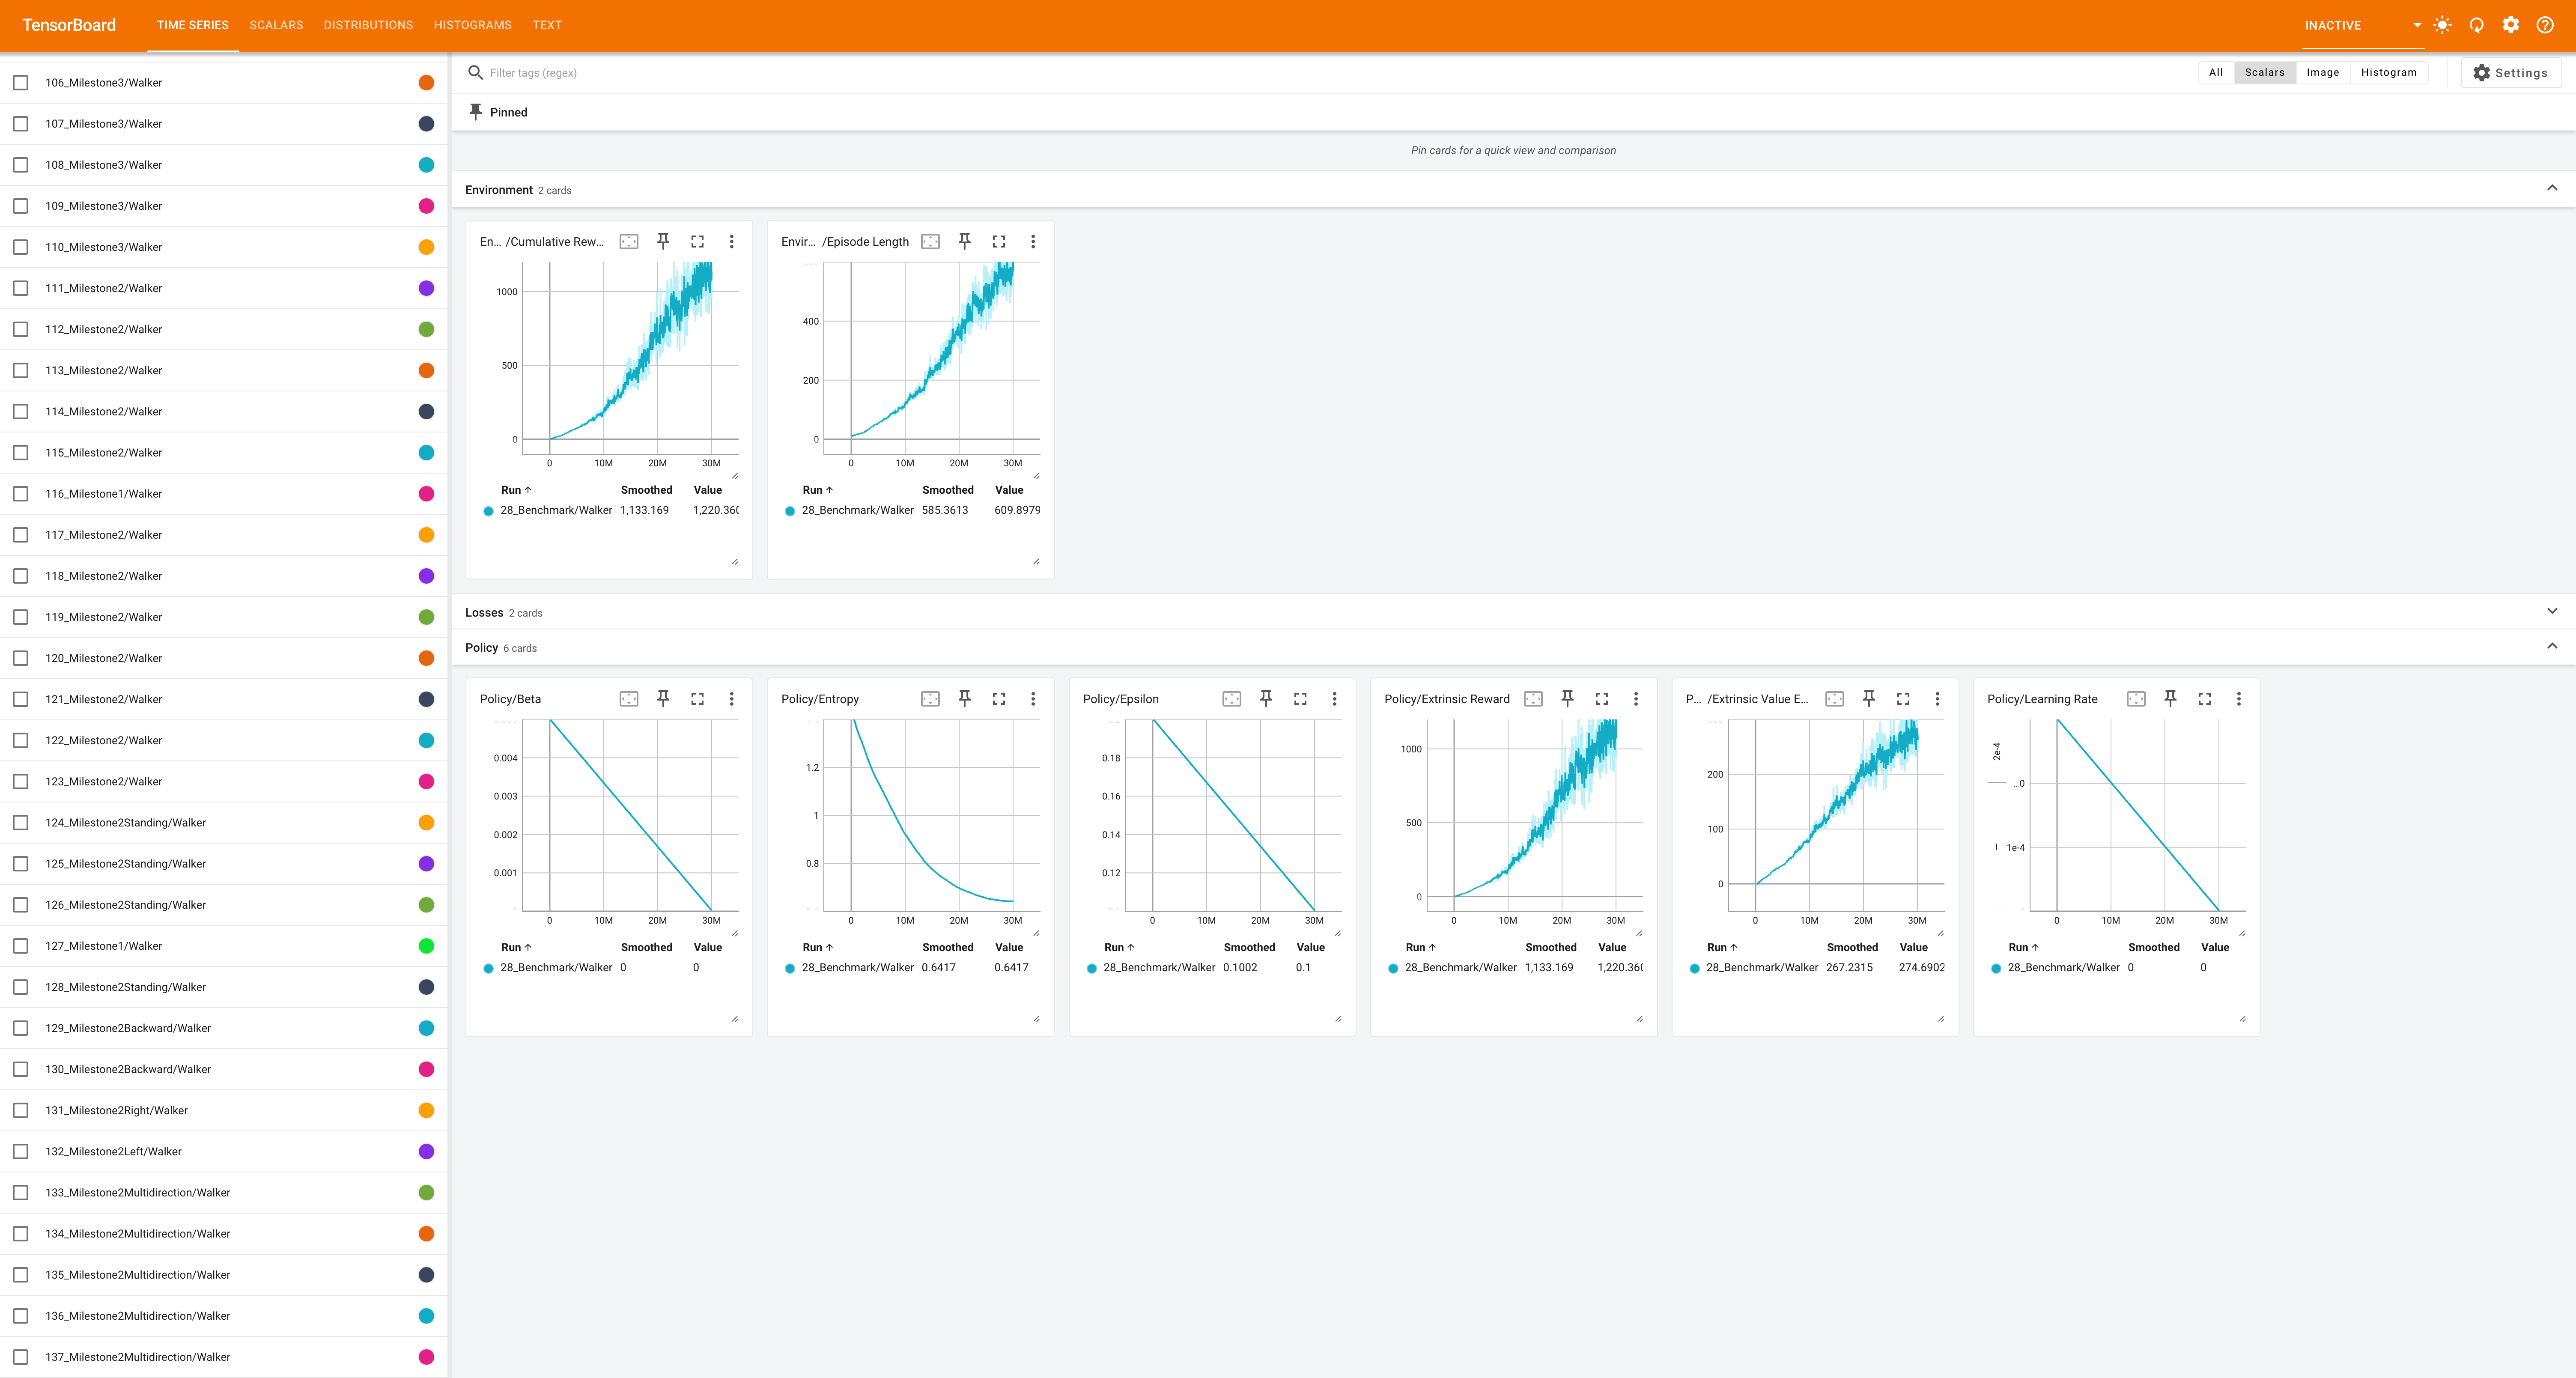 TensorBoard TIME SERIES SCALARS DISTRIBUTIONS HISTOGRAMS TEXT INACTIVE
106_Milestone3/Walker
107_Milestone3/Walker
108_Milestone3/Walker
109_Milestone3/Walker
110_Milestone3/Walker
111_Milestone2/Walker
112_Milestone2/Walker
113_Milestone2/Walker
114_Milestone2/Walker
115_Milestone2/Walker
116_Milestone1/Walker
117_Milestone2/Walker
118_Milestone2/Walker
119_Milestone2/Walker
120_Milestone2/Walker
121_Milestone2/Walker
122_Milestone2/Walker
123_Milestone2/Walker
124_Milestone2Standing/Walker
125_Milestone2Standing/Walker
126_Milestone2Standing/Walker
127_Milestone1/Walker
128_Milestone2Standing/Walker
129_Milestone2Backward/Walker
130_Milestone2Backward/Walker
131_Milestone2Right/Walker
132_Milestone2Left/Walker
133_Milestone2Multidirection/Walker
134_Milestone2Multidirection/Walker
135_Milestone2Multidirection/Walker
136_Milestone2Multidirection/Walker
137_Milestone2Multidirection/Walker
Filter tags (regex) All Scalars Image Histogram Settings
Pinned
Pin cards for a quick view and comparison
Environment 2 cards
En... /Cumulative Rew...
1000
500
0
0 10M 20M 30M
Run ↑ Smoothed Value
28_Benchmark/Walker 1,133.169 1,220.36
Envir... /Episode Length
400
200
0
0 10M 20M 30M
Run ↑ Smoothed Value
28_Benchmark/Walker 585.3613 609.8979
Losses 2 cards
Policy 6 cards
Policy/Beta
0.004
0.003
0.002
0.001
0 10M 20M 30M
Run ↑ Smoothed Value
28_Benchmark/Walker 0 0
Policy/Entropy
1.2
1
0.8
0 10M 20M 30M
Run ↑ Smoothed Value
28_Benchmark/Walker 0.6417 0.6417
Policy/Epsilon
0.18
0.16
0.14
0.12
0 10M 20M 30M
Run ↑ Smoothed Value
28_Benchmark/Walker 0.1002 0.1
Policy/Extrinsic Reward
1000
500
0
0 10M 20M 30M
Run ↑ Smoothed Value
28_Benchmark/Walker 1,133.169 1,220.36
P... /Extrinsic Value E...
200
100
0
0 10M 20M 30M
Run ↑ Smoothed Value
28_Benchmark/Walker 267.2315 274.6902
Policy/Learning Rate
2e-4
...0
1e-4
0 10M 20M 30M
Run ↑ Smoothed Value
28_Benchmark/Walker 0 0